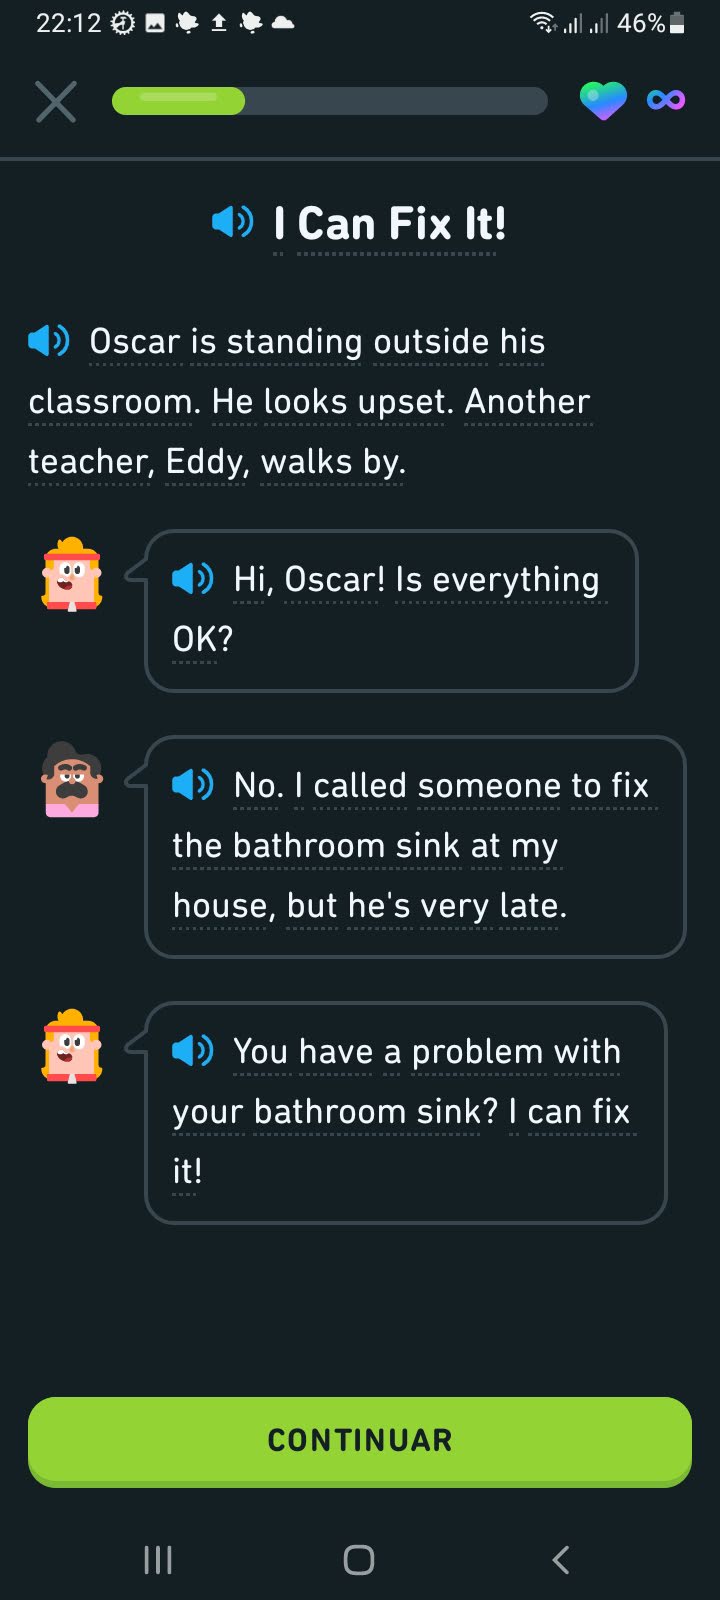 22:12
46%
I Can Fix It!
Oscar is standing outside his
classroom. He looks upset. Another
teacher, Eddy, walks by.
Hi, Oscar! Is everything
OK?
No. I called someone to fix
the bathroom sink at my
house, but he's very late.
You have a problem with
your bathroom sink? I can fix
it!
CONTINUAR